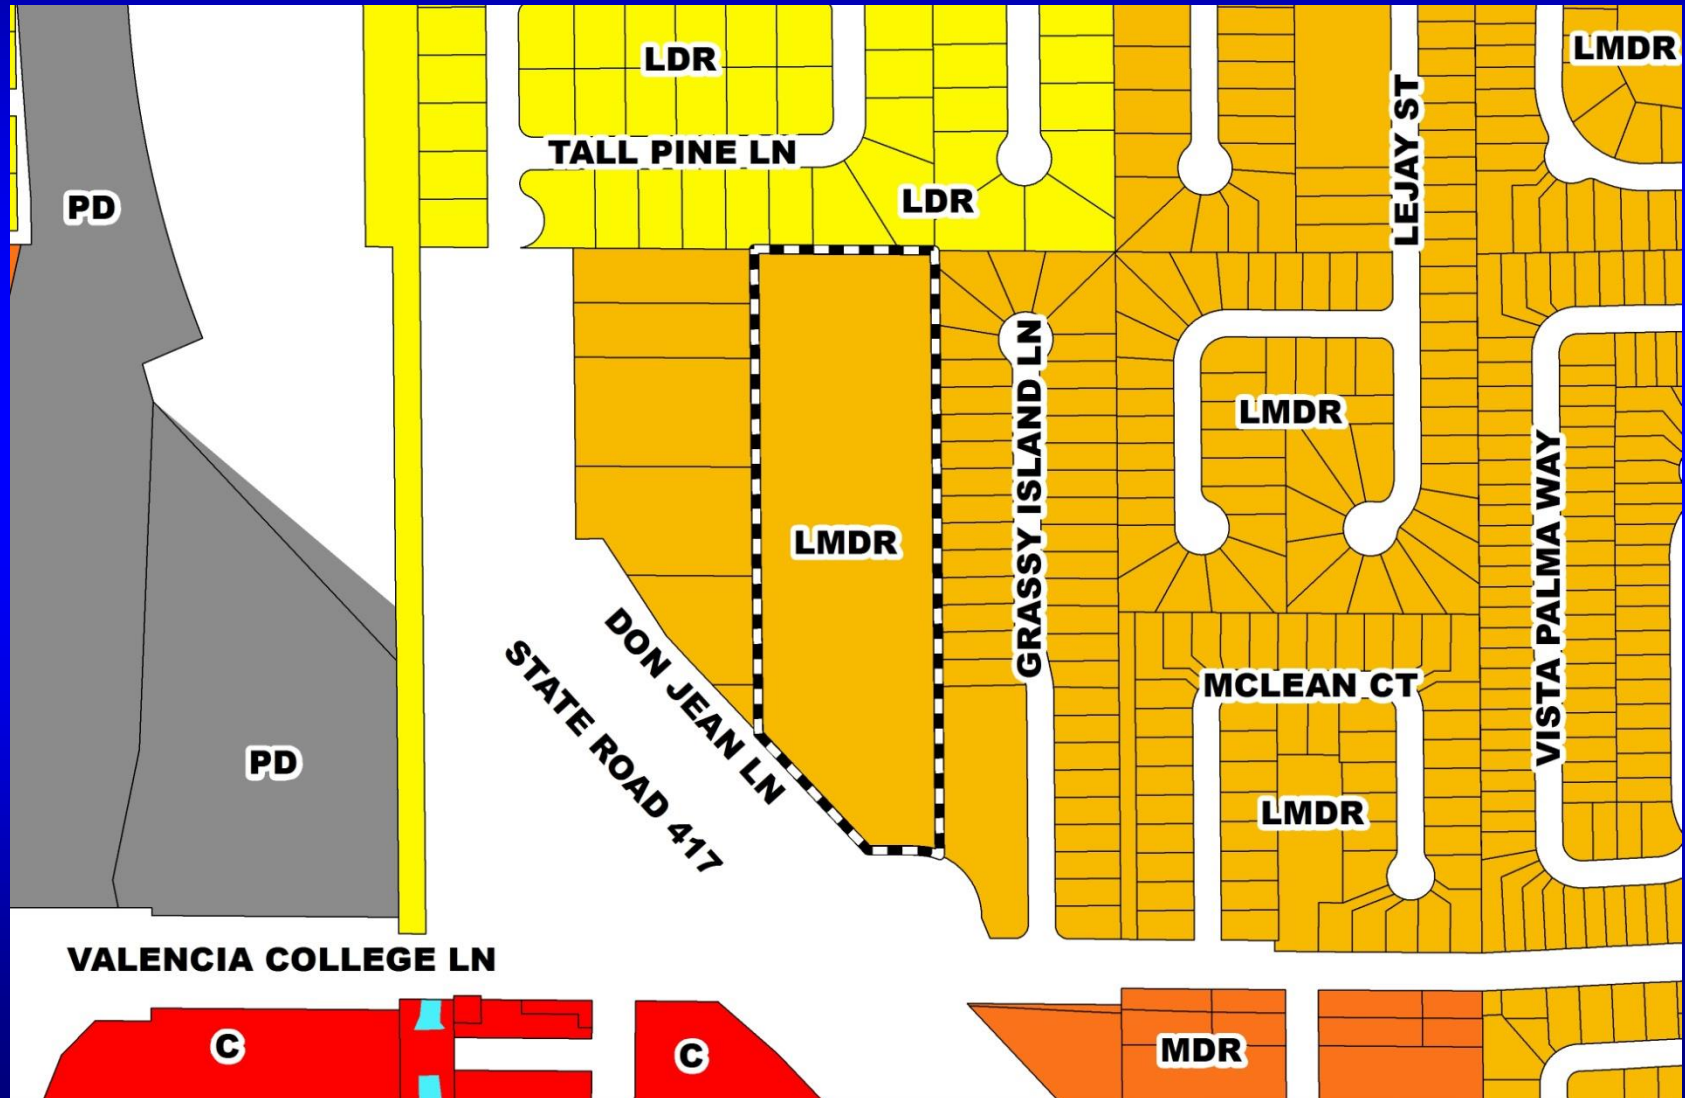 LDR
LMDR
TALL PINE LN
LEJAY ST
PD
LDR
LMDR
GRASSY ISLAND LN
LMDR
VISTA PALMA WAY
DON JEAN LN
STATE ROAD 417
MCLEAN CT
PD
LMDR
VALENCIA COLLEGE LN
C
C
MDR